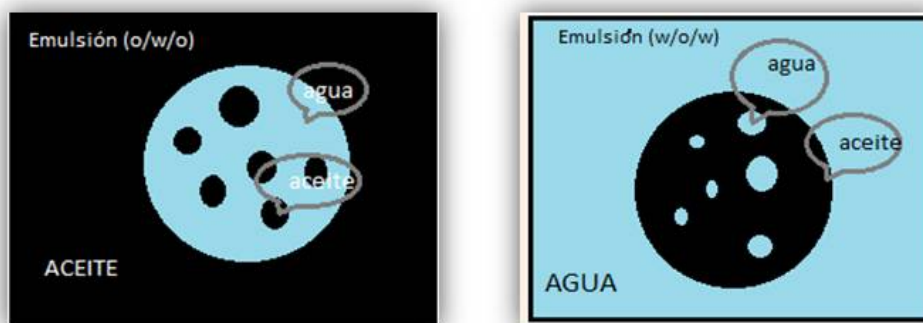 Emulsión (o/w/o)
agua
aceite
ACEITE
Emulsión (w/o/w)
agua
aceite
AGUA